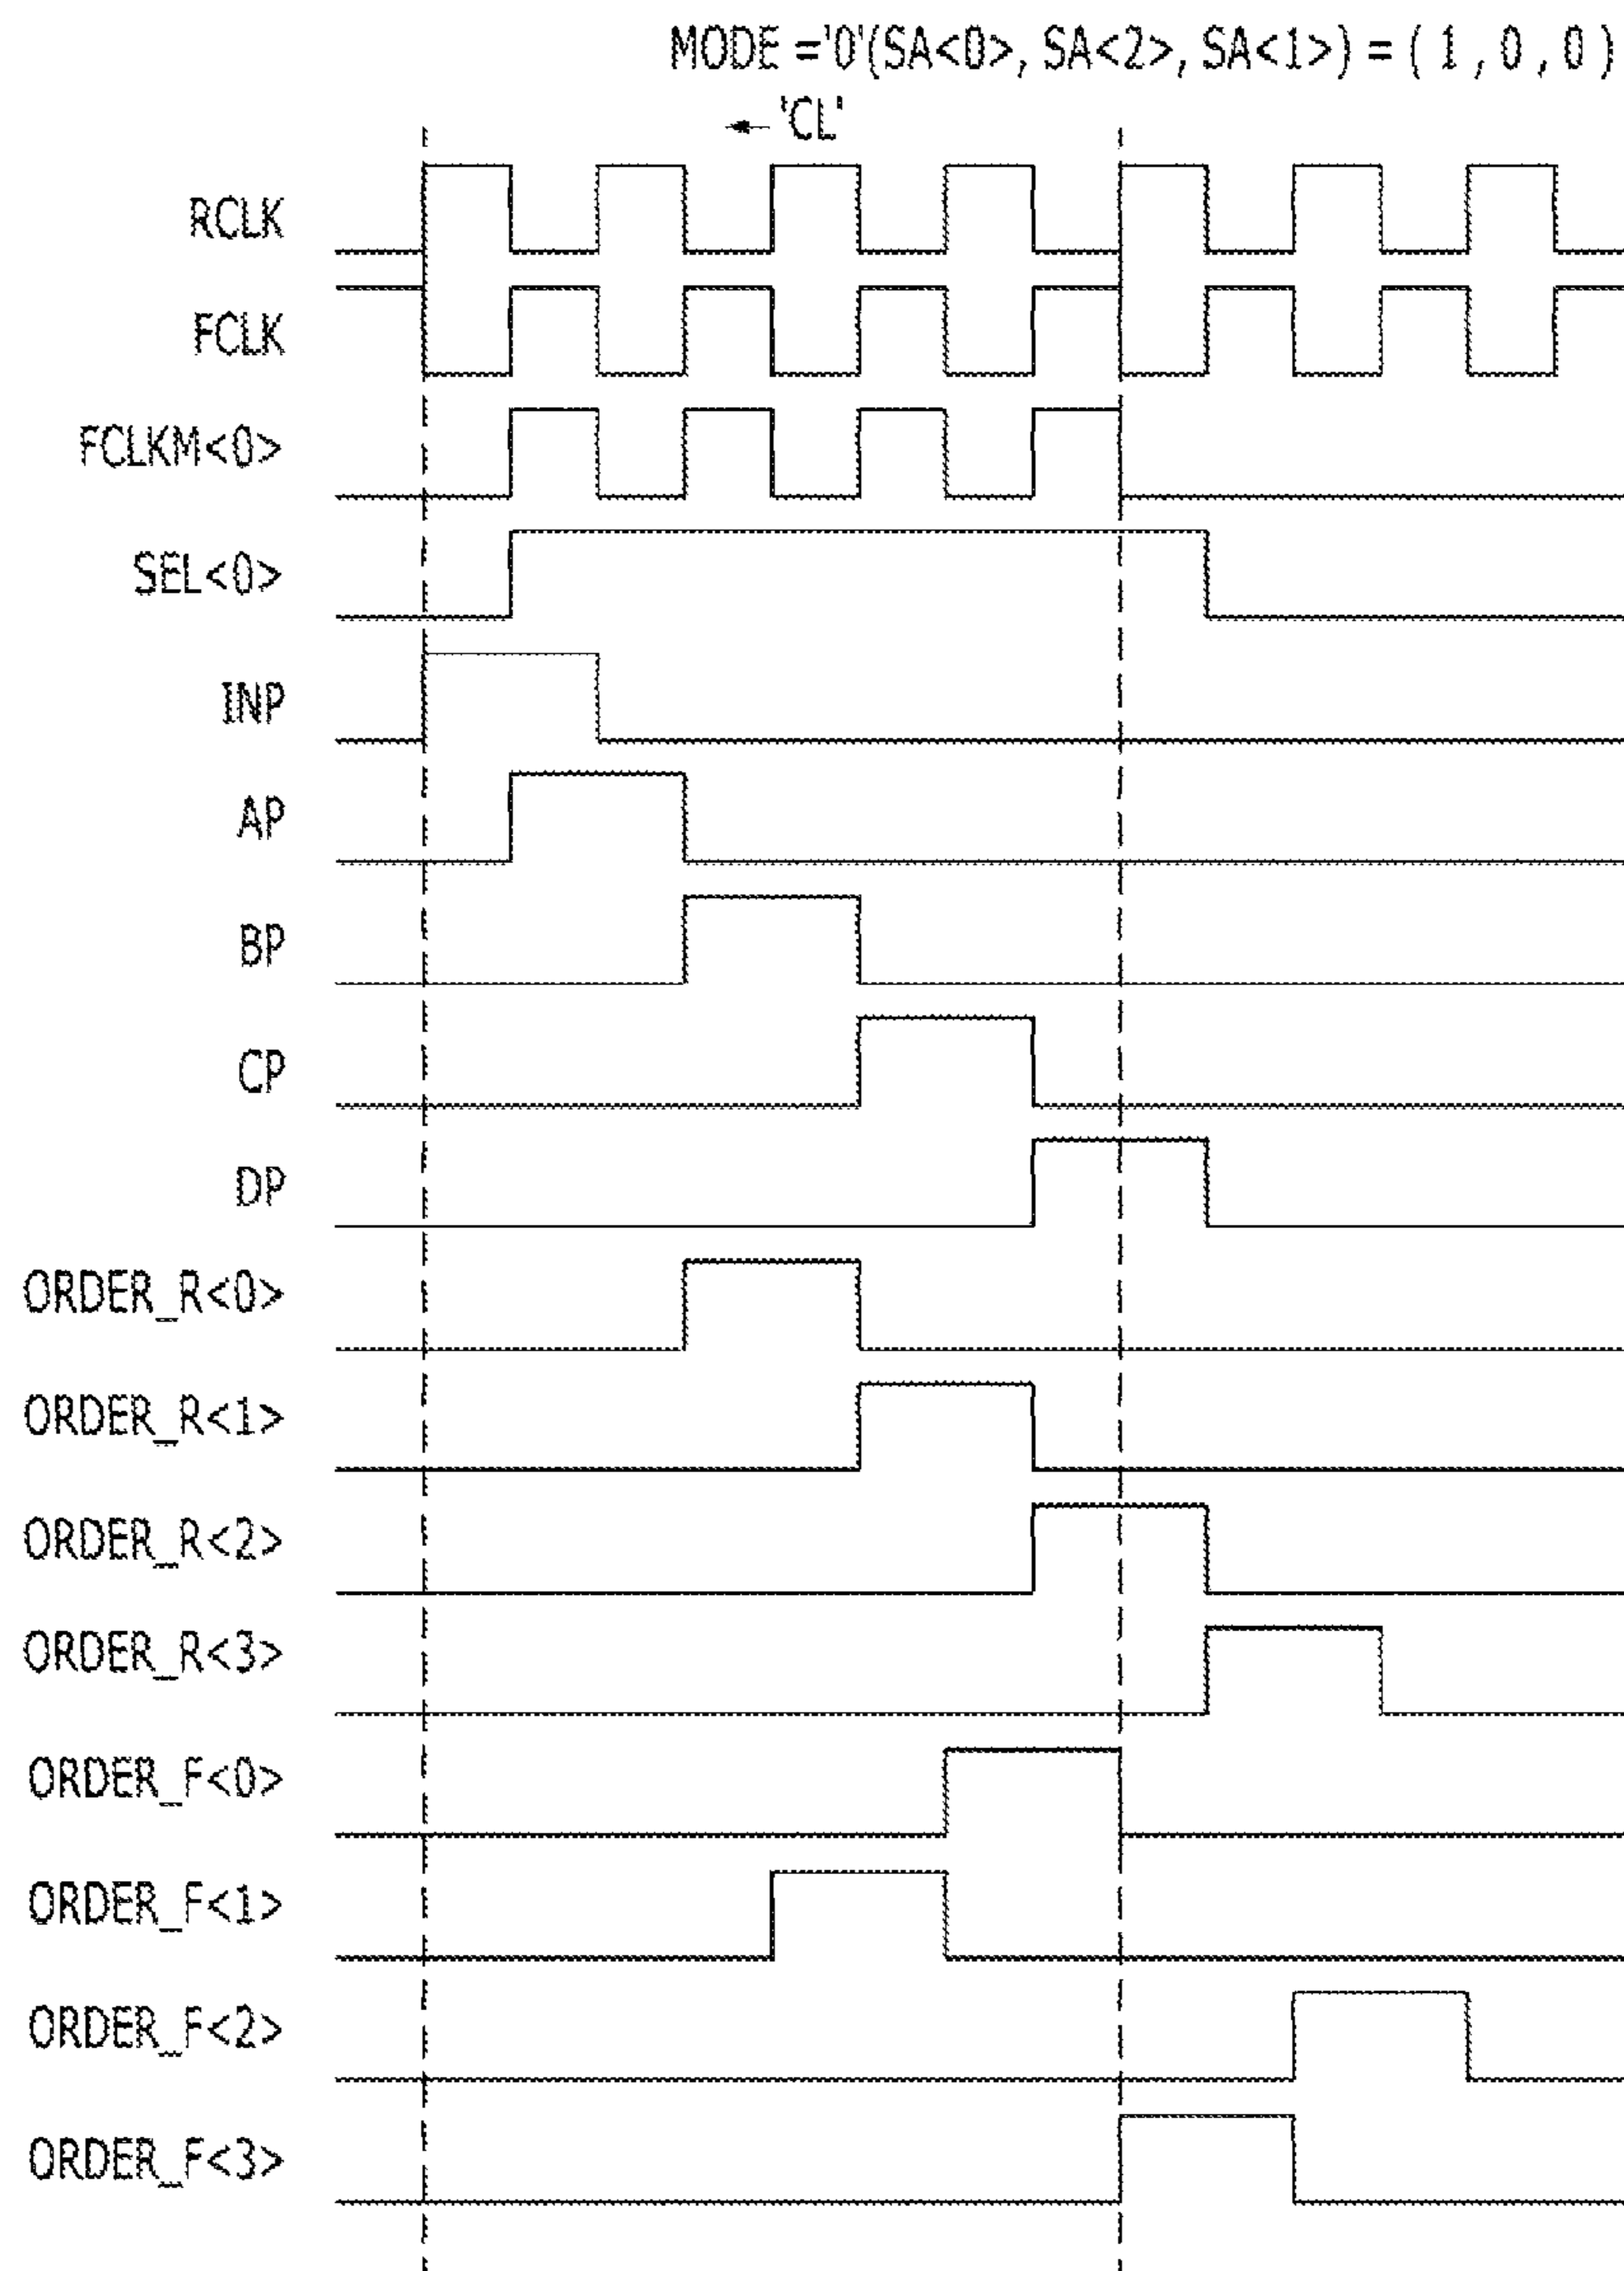 MODE ='0'(SA<0>, SA<2>, SA<1>) = ( 1 , 0 , 0 )
'CL'
RCLK
FCLK
FCLKM<0>
SEL<0>
INP
AP
BP
CP
DP
ORDER_R<0>
ORDER_R<1>
ORDER_R<2>
ORDER_R<3>
ORDER_F<0>
ORDER_F<1>
ORDER_F<2>
ORDER_F<3>